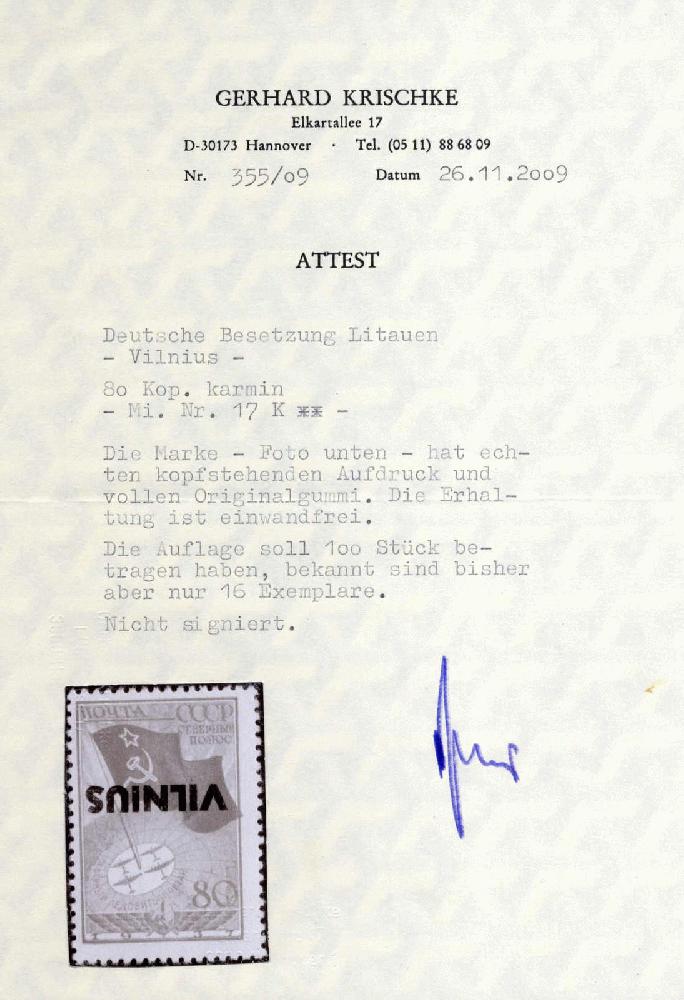 GERHARD KRISCHKE
Elkartallee 17
D-30173 Hannover · Tel. (05 11) 88 68 09
Nr. 355/09 Datum 26.11.2009
ATTEST
Deutsche Besetzung Litauen
- Vilnius -
80 Kop. karmin
- Mi. Nr. 17 K ** -
Die Marke - Foto unten - hat ech-
ten kopfstehenden Aufdruck und
vollen Originalgummi. Die Erhal-
tung ist einwandfrei.
Die Auflage soll 100 Stück be-
tragen haben, bekannt sind bisher
aber nur 16 Exemplare.
Nicht signiert.
ПОЧТА СССР
СЕВЕРНЫЙ
ПОЛЮС
VILNIUS
80
1937